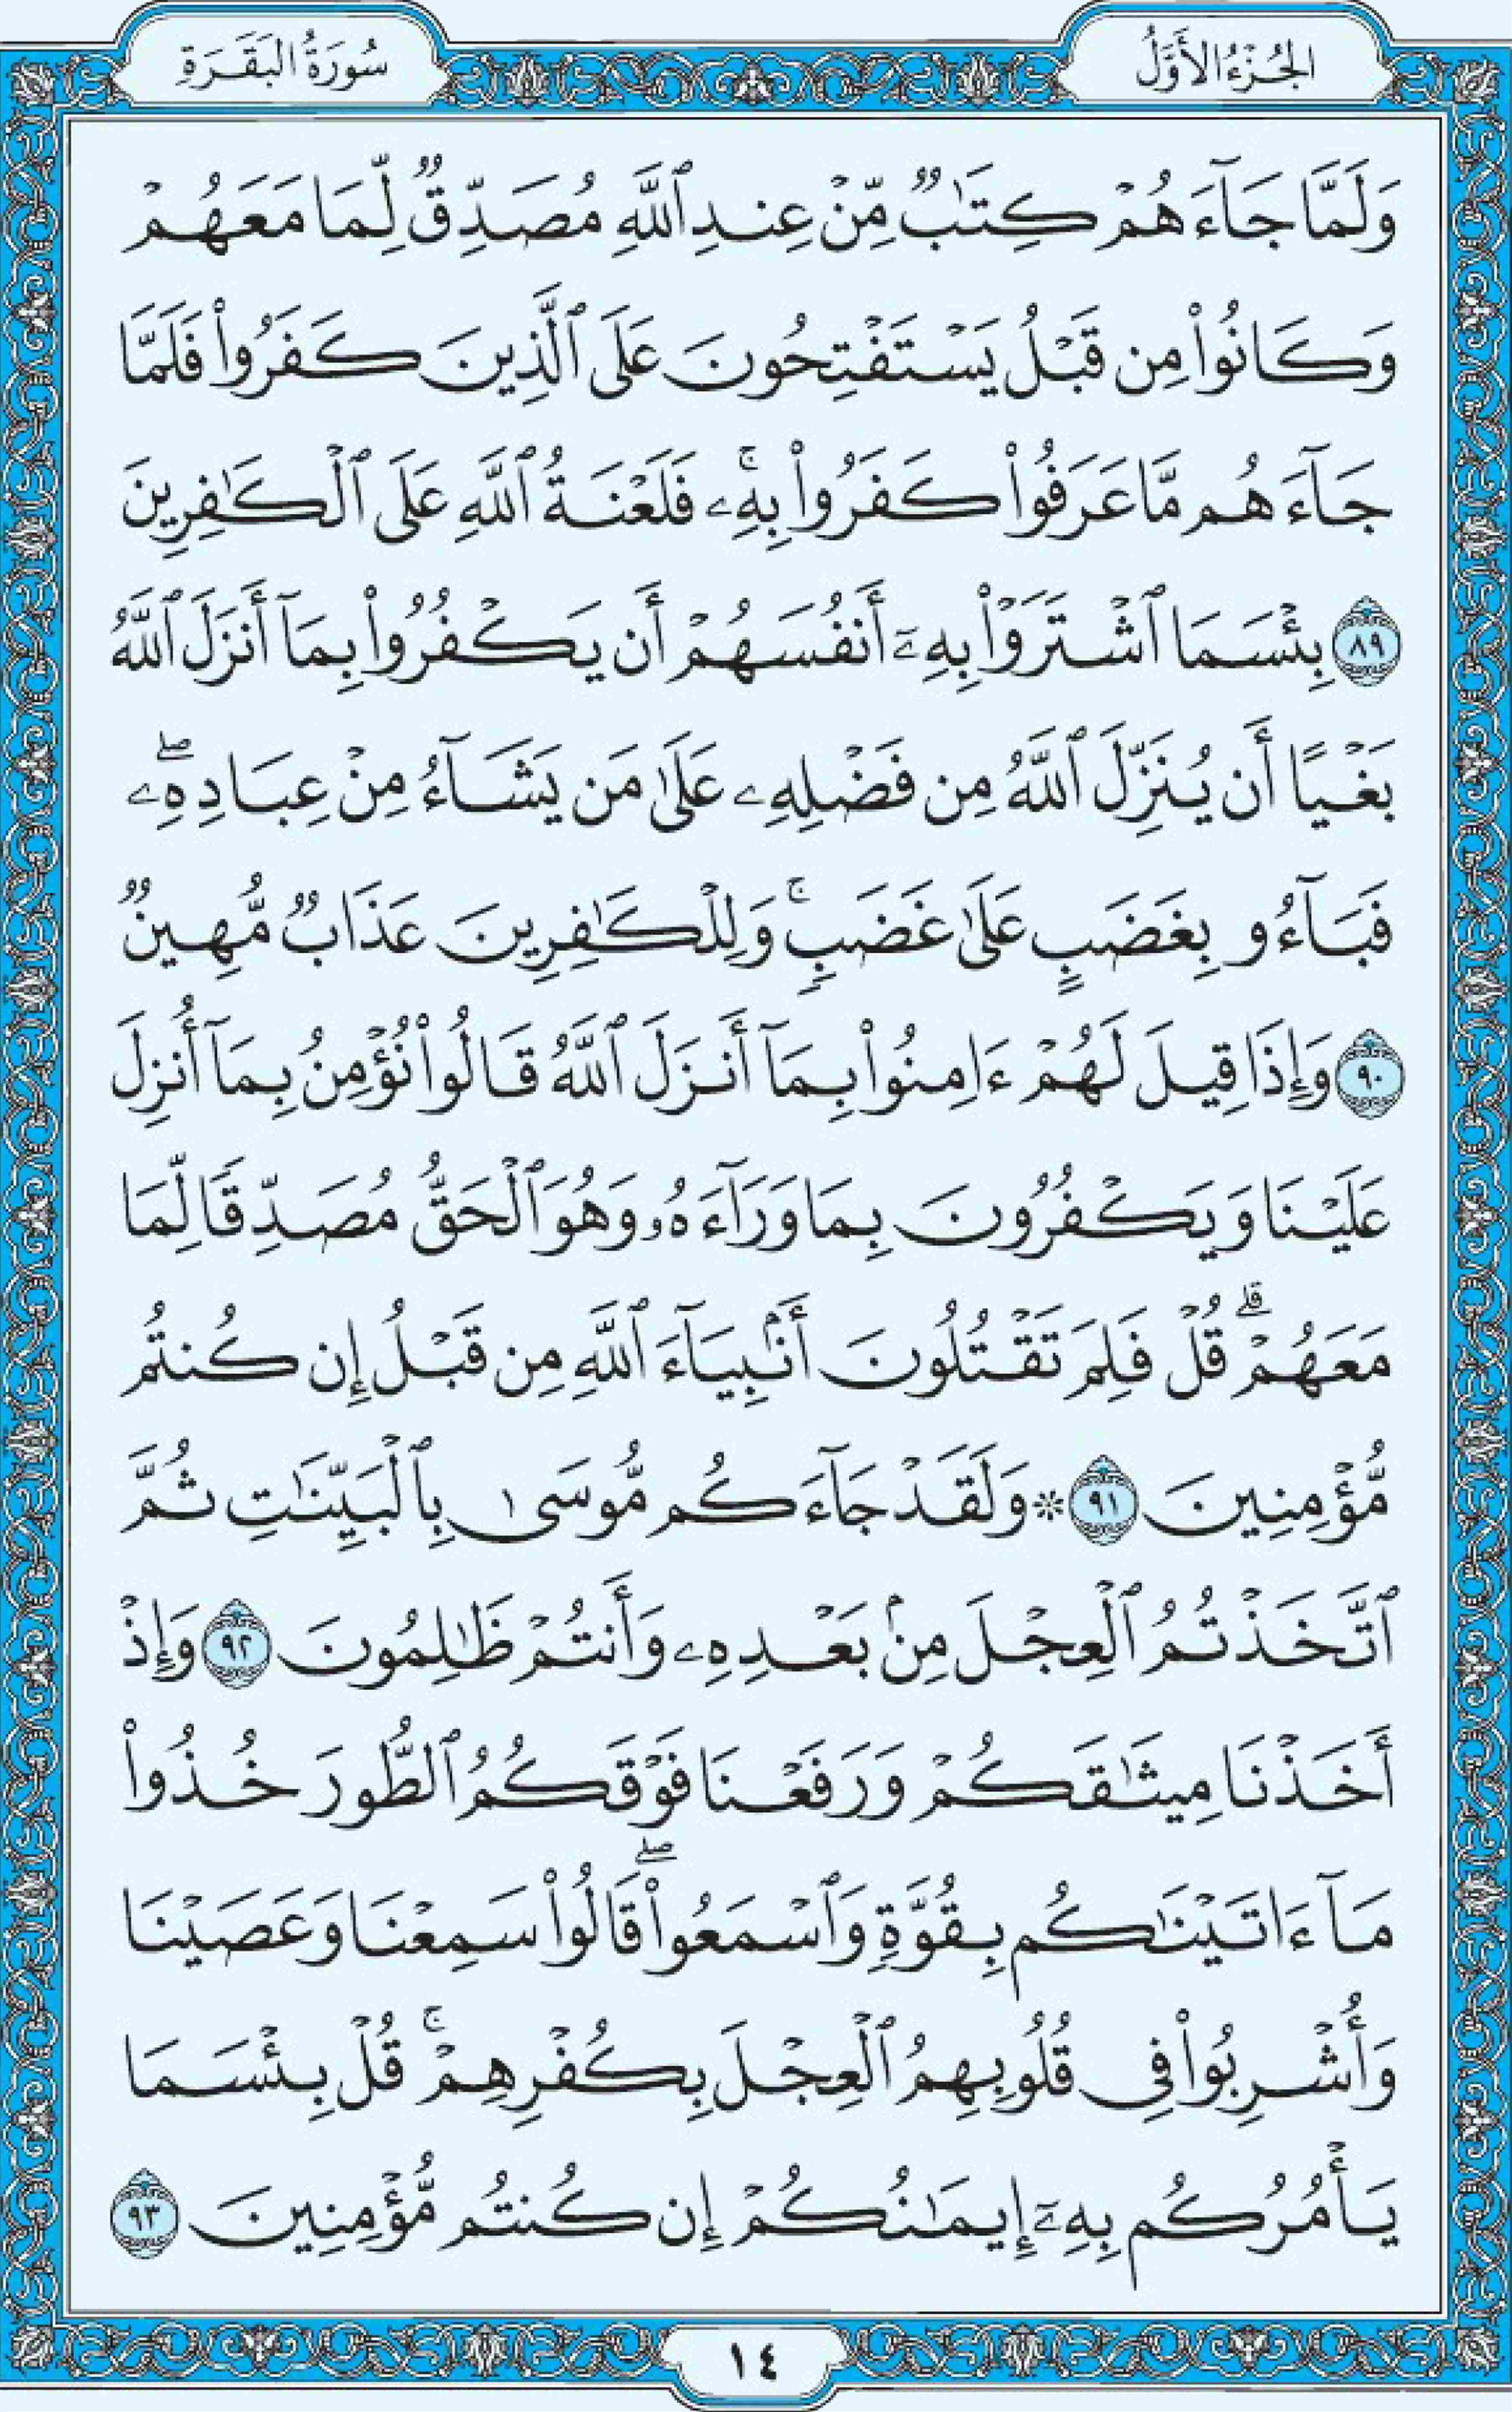 الجُزْءُ الأَوَّلُ
سُورَةُ البَقَرَةِ
وَلَمَّا جَآءَهُمْ كِتَٰبٌ مِّنْ عِندِ ٱللَّهِ مُصَدِّقٌ لِّمَا مَعَهُمْ
وَكَانُوا۟ مِن قَبْلُ يَسْتَفْتِحُونَ عَلَى ٱلَّذِينَ كَفَرُوا۟ فَلَمَّا
جَآءَهُم مَّا عَرَفُوا۟ كَفَرُوا۟ بِهِۦ ۚ فَلَعْنَةُ ٱللَّهِ عَلَى ٱلْكَٰفِرِينَ
٨٩ بِئْسَمَا ٱشْتَرَوْا۟ بِهِۦٓ أَنفُسَهُمْ أَن يَكْفُرُوا۟ بِمَآ أَنزَلَ ٱللَّهُ
بَغْيًا أَن يُنَزِّلَ ٱللَّهُ مِن فَضْلِهِۦ عَلَىٰ مَن يَشَآءُ مِنْ عِبَادِهِۦ ۖ
فَبَآءُو بِغَضَبٍ عَلَىٰ غَضَبٍ ۚ وَلِلْكَٰفِرِينَ عَذَابٌ مُّهِينٌ
٩٠ وَإِذَا قِيلَ لَهُمْ ءَامِنُوا۟ بِمَآ أَنزَلَ ٱللَّهُ قَالُوا۟ نُؤْمِنُ بِمَآ أُنزِلَ
عَلَيْنَا وَيَكْفُرُونَ بِمَا وَرَآءَهُۥ وَهُوَ ٱلْحَقُّ مُصَدِّقًا لِّمَا
مَعَهُمْ ۗ قُلْ فَلِمَ تَقْتُلُونَ أَنۢبِيَآءَ ٱللَّهِ مِن قَبْلُ إِن كُنتُم
مُّؤْمِنِينَ ٩١ ۞ وَلَقَدْ جَآءَكُم مُّوسَىٰ بِٱلْبَيِّنَٰتِ ثُمَّ
ٱتَّخَذْتُمُ ٱلْعِجْلَ مِنۢ بَعْدِهِۦ وَأَنتُمْ ظَٰلِمُونَ ٩٢ وَإِذْ
أَخَذْنَا مِيثَٰقَكُمْ وَرَفَعْنَا فَوْقَكُمُ ٱلطُّورَ خُذُوا۟
مَآ ءَاتَيْنَٰكُم بِقُوَّةٍ وَٱسْمَعُوا۟ ۖ قَالُوا۟ سَمِعْنَا وَعَصَيْنَا
وَأُشْرِبُوا۟ فِى قُلُوبِهِمُ ٱلْعِجْلَ بِكُفْرِهِمْ ۚ قُلْ بِئْسَمَا
يَأْمُرُكُم بِهِۦٓ إِيمَٰنُكُمْ إِن كُنتُم مُّؤْمِنِينَ ٩٣
١٤